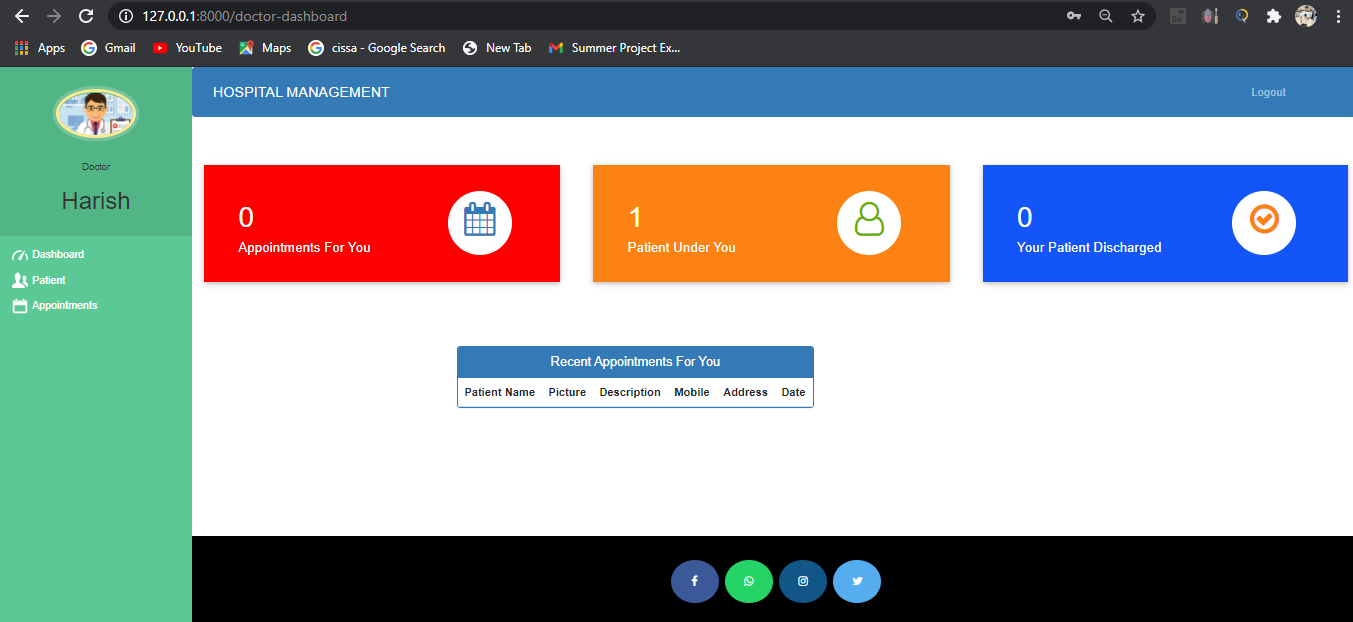 127.0.0.1:8000/doctor-dashboard
Apps Gmail YouTube Maps cissa - Google Search New Tab Summer Project Ex...
HOSPITAL MANAGEMENT Logout
Doctor
Harish
Dashboard
Patient
Appointments
0
Appointments For You
1
Patient Under You
0
Your Patient Discharged
Recent Appointments For You
Patient Name Picture Description Mobile Address Date